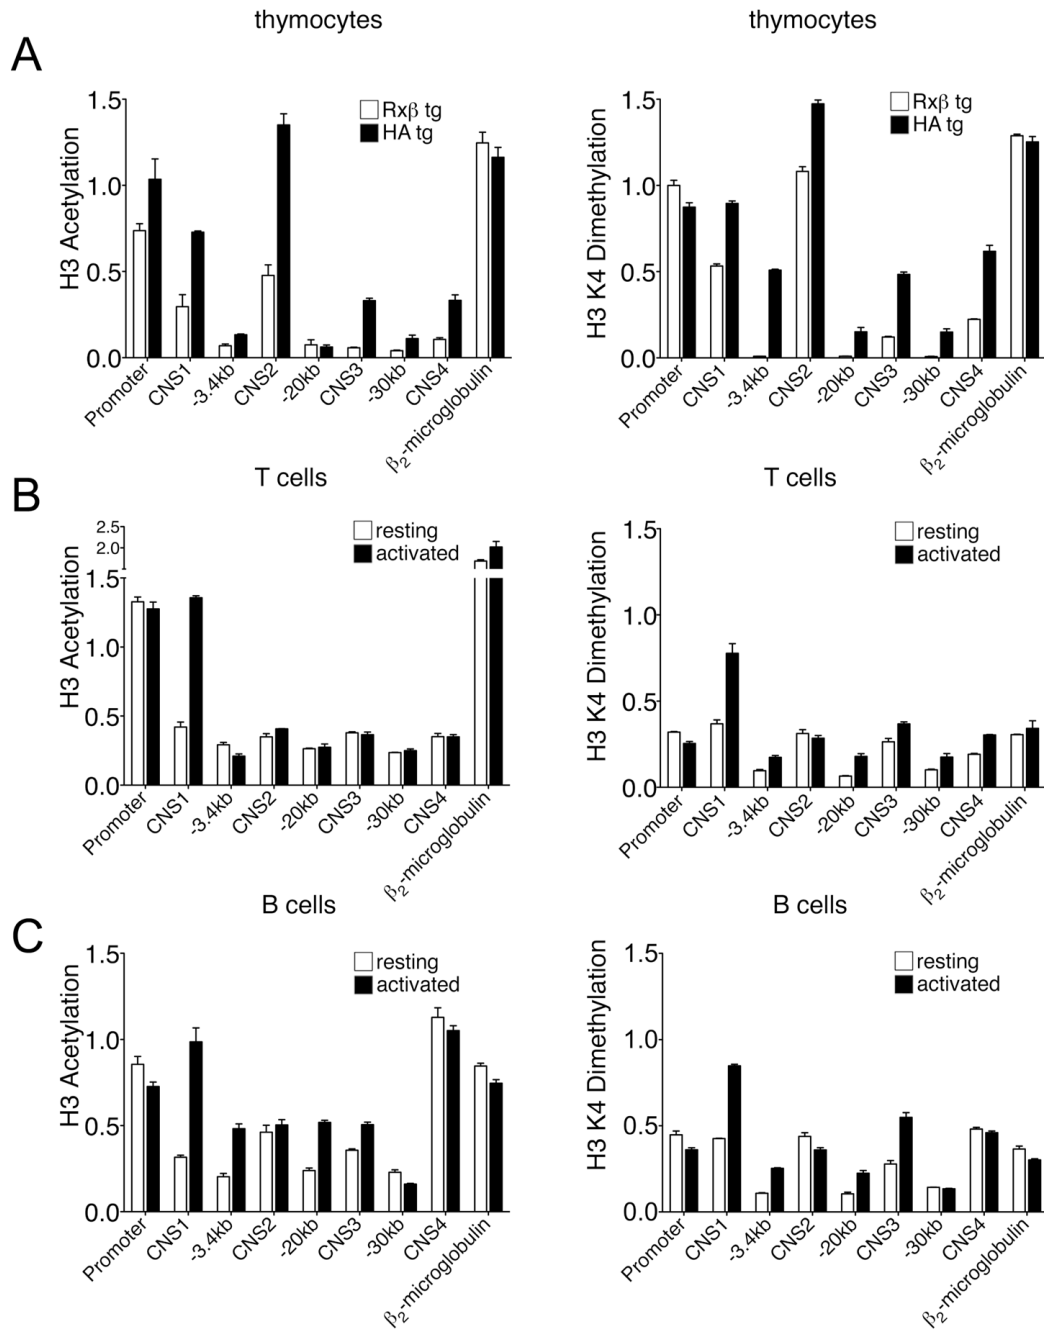 thymocytes
thymocytes
A
H3 Acetylation
1.5
1.0
0.5
0.0
Rxβ tg
HA tg
Promoter
CNS1
-3.4kb
CNS2
-20kb
CNS3
-30kb
CNS4
β2-microglobulin
H3 K4 Dimethylation
1.5
1.0
0.5
0.0
Rxβ tg
HA tg
Promoter
CNS1
-3.4kb
CNS2
-20kb
CNS3
-30kb
CNS4
β2-microglobulin
B
T cells
T cells
H3 Acetylation
2.5
2.0
1.5
1.0
0.5
0.0
resting
activated
Promoter
CNS1
-3.4kb
CNS2
-20kb
CNS3
-30kb
CNS4
β2-microglobulin
H3 K4 Dimethylation
1.5
1.0
0.5
0.0
resting
activated
Promoter
CNS1
-3.4kb
CNS2
-20kb
CNS3
-30kb
CNS4
β2-microglobulin
C
B cells
B cells
H3 Acetylation
1.5
1.0
0.5
0.0
resting
activated
Promoter
CNS1
-3.4kb
CNS2
-20kb
CNS3
-30kb
CNS4
β2-microglobulin
H3 K4 Dimethylation
1.5
1.0
0.5
0.0
resting
activated
Promoter
CNS1
-3.4kb
CNS2
-20kb
CNS3
-30kb
CNS4
β2-microglobulin